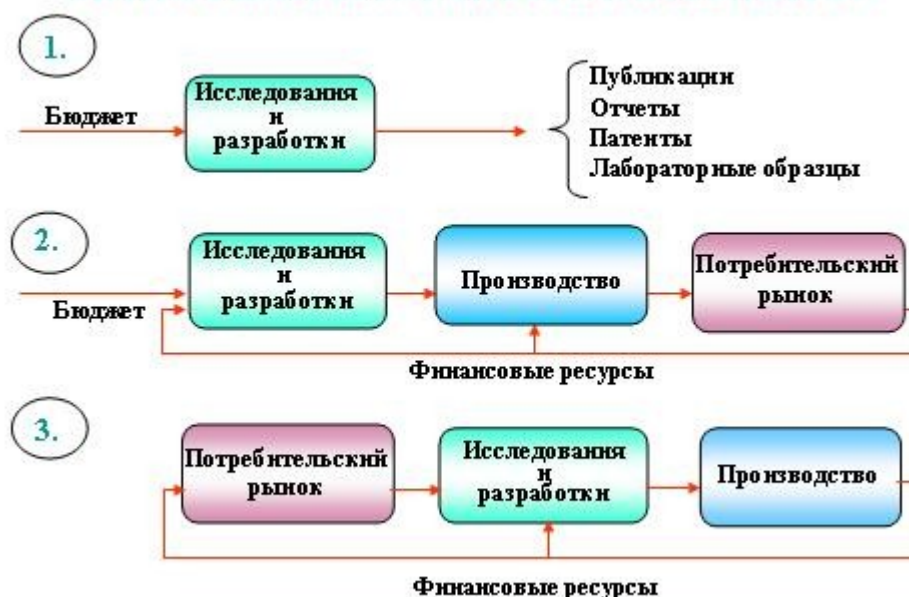 1.
Бюджет
Исследования
и
разработки
Публикации
Отчеты
Патенты
Лабораторные образцы
2.
Бюджет
Исследования
и
разработки
Производство
Потребительский
рынок
Финансовые ресурсы
3.
Потребительский
рынок
Исследования
и
разработки
Производство
Финансовые ресурсы